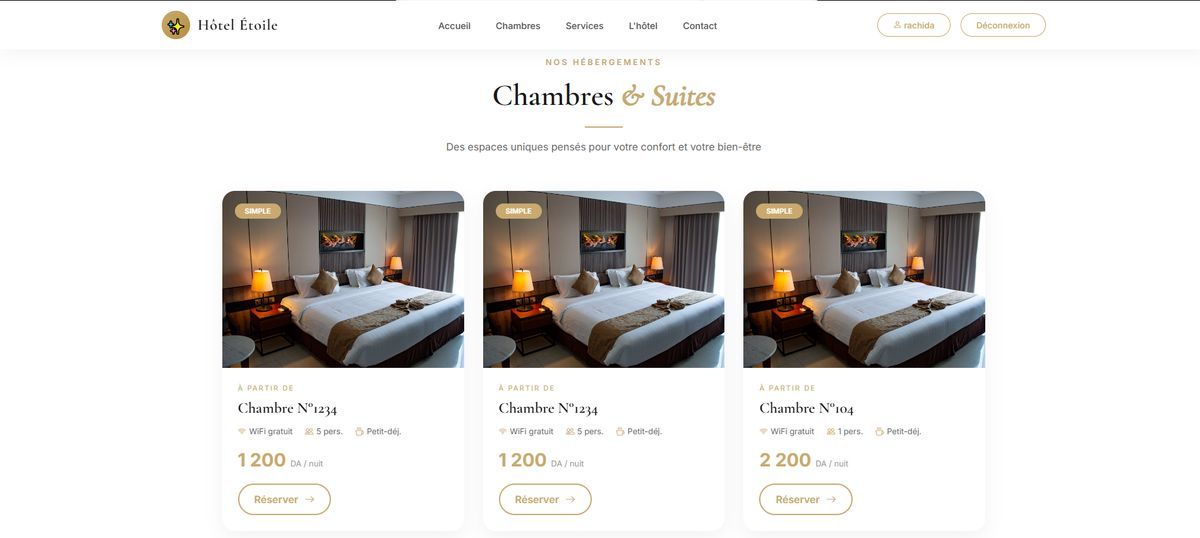 Hôtel Étoile
Accueil Chambres Services L'hôtel Contact
rachida Déconnexion
NOS HÉBERGEMENTS
Chambres & Suites
Des espaces uniques pensés pour votre confort et votre bien-être
SIMPLE
À PARTIR DE
Chambre N°1234
WiFi gratuit 5 pers. Petit-déj.
1 200 DA / nuit
Réserver →
SIMPLE
À PARTIR DE
Chambre N°1234
WiFi gratuit 5 pers. Petit-déj.
1 200 DA / nuit
Réserver →
SIMPLE
À PARTIR DE
Chambre N°104
WiFi gratuit 1 pers. Petit-déj.
2 200 DA / nuit
Réserver →